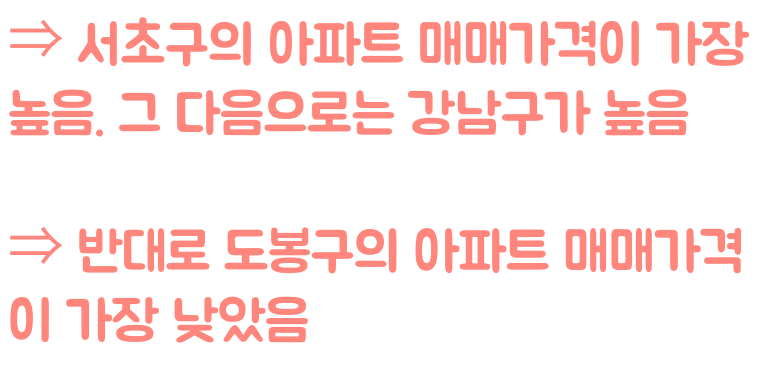 ⇒ 서초구의 아파트 매매가격이 가장
높음. 그 다음으로는 강남구가 높음
⇒ 반대로 도봉구의 아파트 매매가격
이 가장 낮았음